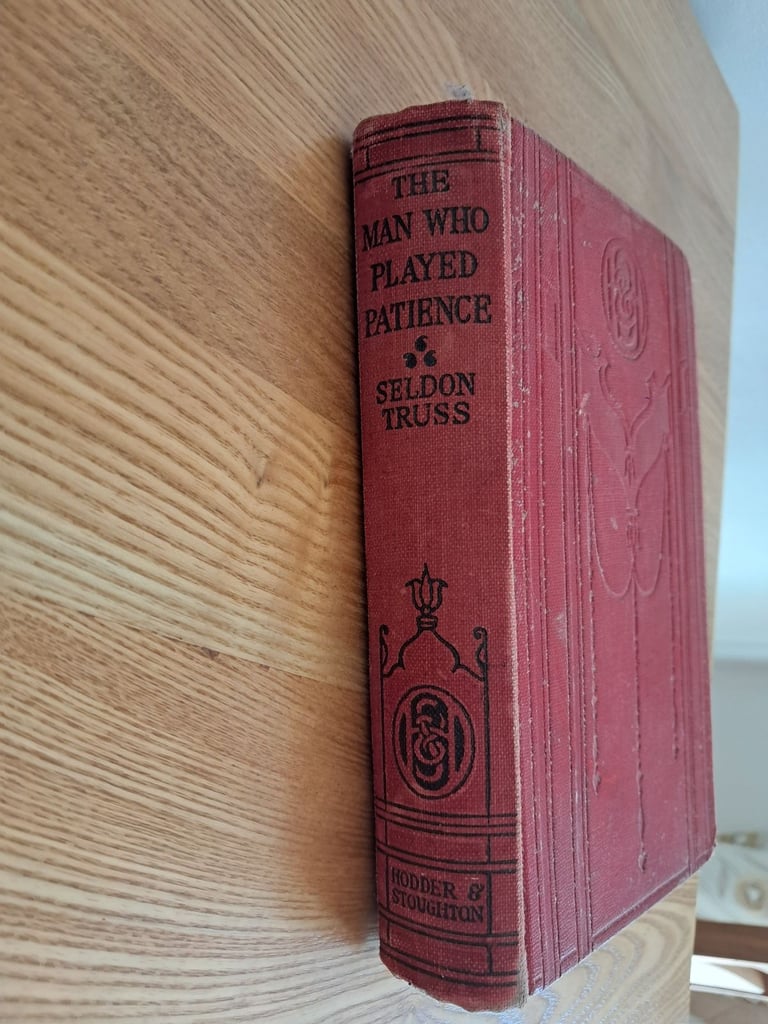 THE
MAN WHO
PLAYED
PATIENCE
SELDON
TRUSS
HODDER &
STOUGHTON